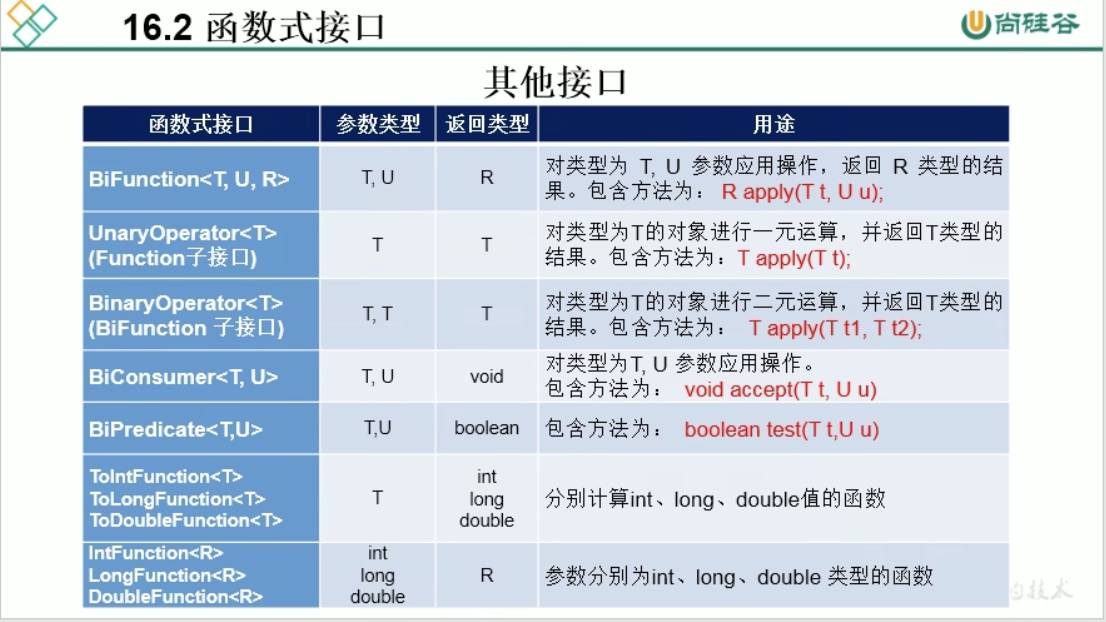 16.2 函数式接口
尚硅谷
其他接口
函数式接口 参数类型 返回类型 用途
BiFunction<T, U, R> T, U R 对类型为 T, U 参数应用操作，返回 R 类型的结
果。包含方法为： R apply(T t, U u);
UnaryOperator<T>
(Function子接口) T T 对类型为T的对象进行一元运算，并返回T类型的
结果。包含方法为：T apply(T t);
BinaryOperator<T>
(BiFunction 子接口) T, T T 对类型为T的对象进行二元运算，并返回T类型的
结果。包含方法为： T apply(T t1, T t2);
BiConsumer<T, U> T, U void 对类型为T, U 参数应用操作。
包含方法为： void accept(T t, U u)
BiPredicate<T,U> T,U boolean 包含方法为： boolean test(T t,U u)
ToIntFunction<T>
ToLongFunction<T>
ToDoubleFunction<T>
T
int
long
double
分别计算int、long、double值的函数
IntFunction<R>
LongFunction<R>
DoubleFunction<R>
int
long
double
R
参数分别为int、long、double 类型的函数
的技术